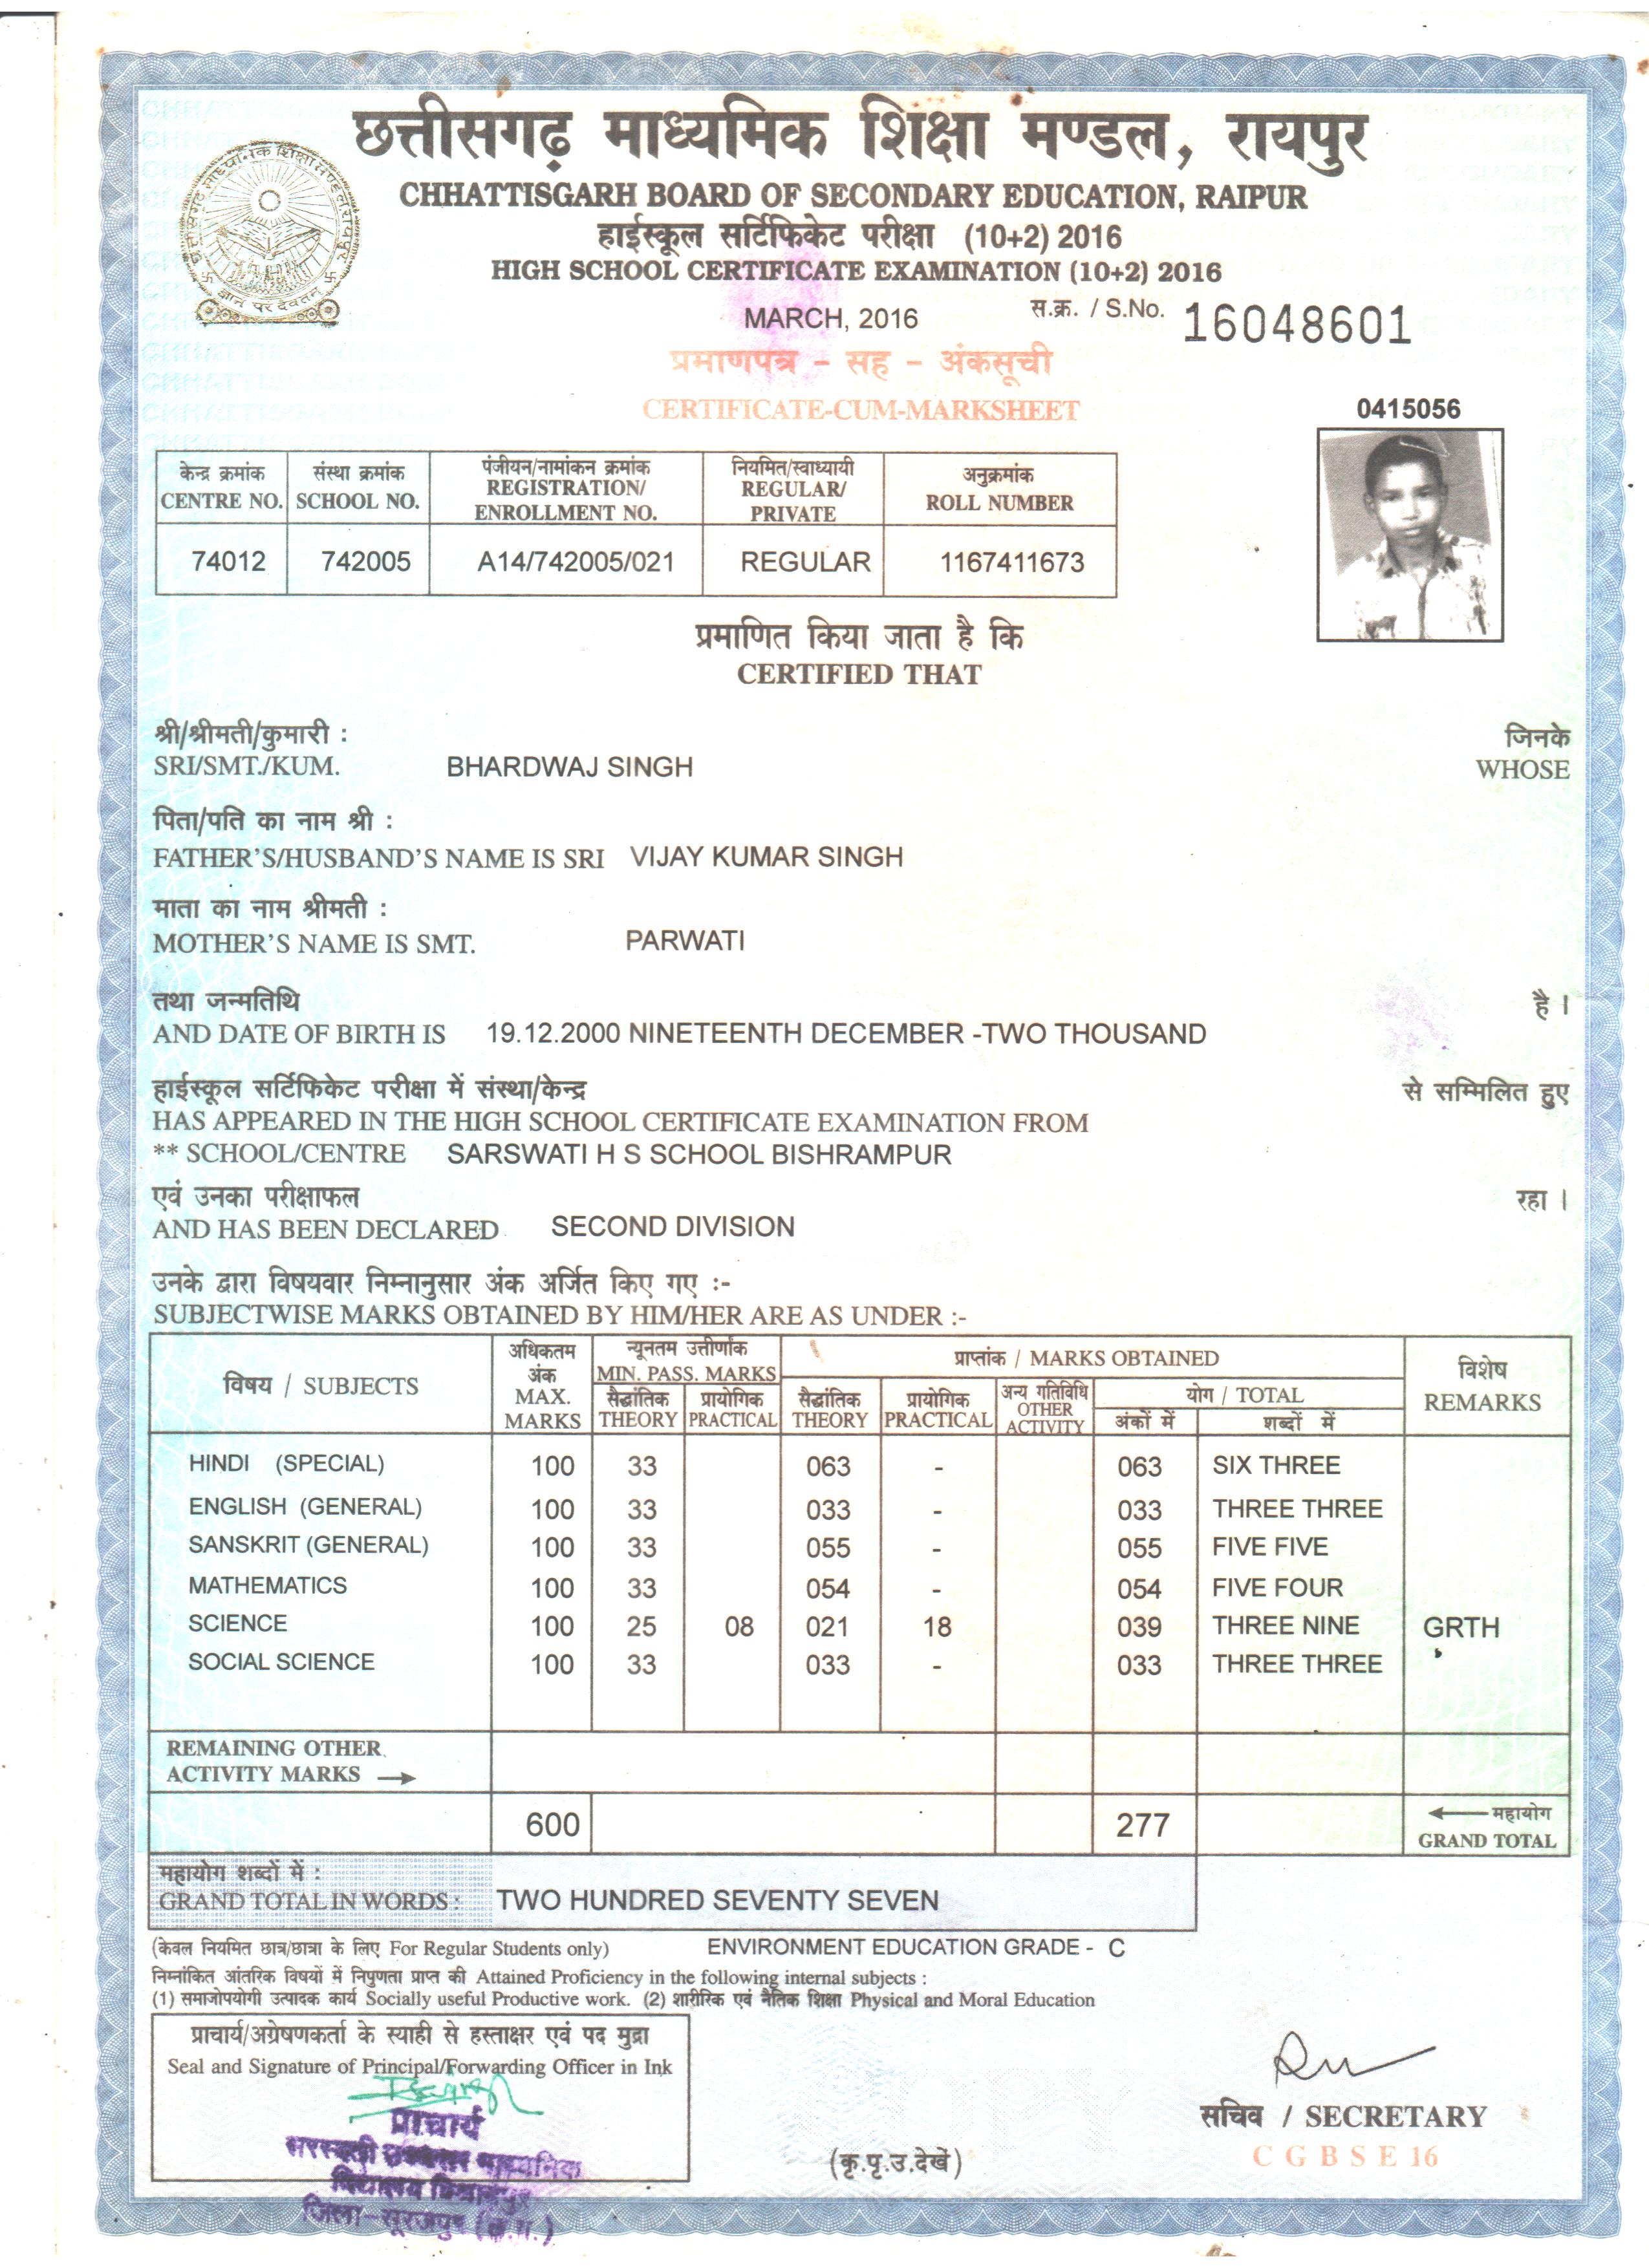 छत्तीसगढ़ माध्यमिक शिक्षा मण्डल, रायपुर
CHHATTISGARH BOARD OF SECONDARY EDUCATION, RAIPUR
हाईस्कूल सर्टिफिकेट परीक्षा (10+2) 2016
HIGH SCHOOL CERTIFICATE EXAMINATION (10+2) 2016
MARCH, 2016 स.क्र. / S.No. 16048601
प्रमाणपत्र - सह - अंकसूची
CERTIFICATE-CUM-MARKSHEET
0415056
केन्द्र क्रमांक संस्था क्रमांक पंजीयन/नामांकन क्रमांक नियमित/स्वाध्यायी अनुक्रमांक
CENTRE NO. SCHOOL NO. REGISTRATION/ ENROLLMENT NO. REGULAR/ PRIVATE ROLL NUMBER
74012 742005 A14/742005/021 REGULAR 1167411673
प्रमाणित किया जाता है कि
CERTIFIED THAT
श्री/श्रीमती/कुमारी : जिनके
SRI/SMT./KUM. BHARDWAJ SINGH WHOSE
पिता/पति का नाम श्री :
FATHER'S/HUSBAND'S NAME IS SRI VIJAY KUMAR SINGH
माता का नाम श्रीमती :
MOTHER'S NAME IS SMT. PARWATI
तथा जन्मतिथि है ।
AND DATE OF BIRTH IS 19.12.2000 NINETEENTH DECEMBER -TWO THOUSAND
हाईस्कूल सर्टिफिकेट परीक्षा में संस्था/केन्द्र से सम्मिलित हुए
HAS APPEARED IN THE HIGH SCHOOL CERTIFICATE EXAMINATION FROM
** SCHOOL/CENTRE SARSWATI H S SCHOOL BISHRAMPUR
एवं उनका परीक्षाफल रहा ।
AND HAS BEEN DECLARED SECOND DIVISION
उनके द्वारा विषयवार निम्नानुसार अंक अर्जित किए गए :-
SUBJECTWISE MARKS OBTAINED BY HIM/HER ARE AS UNDER :-
विषय / SUBJECTS अधिकतम अंक MAX. MARKS न्यूनतम उत्तीर्णांक MIN. PASS. MARKS प्राप्तांक / MARKS OBTAINED विशेष REMARKS
सैद्धांतिक THEORY प्रायोगिक PRACTICAL सैद्धांतिक THEORY प्रायोगिक PRACTICAL अन्य गतिविधि OTHER ACTIVITY योग / TOTAL
अंकों में शब्दों में
HINDI (SPECIAL) 100 33 063 - 063 SIX THREE
ENGLISH (GENERAL) 100 33 033 - 033 THREE THREE
SANSKRIT (GENERAL) 100 33 055 - 055 FIVE FIVE
MATHEMATICS 100 33 054 - 054 FIVE FOUR
SCIENCE 100 25 08 021 18 039 THREE NINE GRTH
SOCIAL SCIENCE 100 33 033 - 033 THREE THREE
REMAINING OTHER
ACTIVITY MARKS →
600 277 ← महायोग
GRAND TOTAL
महायोग शब्दों में :
GRAND TOTAL IN WORDS : TWO HUNDRED SEVENTY SEVEN
(केवल नियमित छात्र/छात्रा के लिए For Regular Students only) ENVIRONMENT EDUCATION GRADE - C
निम्नांकित आंतरिक विषयों में निपुणता प्राप्त की Attained Proficiency in the following internal subjects :
(1) समाजोपयोगी उत्पादक कार्य Socially useful Productive work. (2) शारीरिक एवं नैतिक शिक्षा Physical and Moral Education
प्राचार्य/अग्रेषणकर्ता के स्याही से हस्ताक्षर एवं पद मुद्रा
Seal and Signature of Principal/Forwarding Officer in Ink
प्राचार्य
सरस्वती उच्चतर माध्यमिक
विद्यालय विश्रामपुर
जिला-सूरजपुर (छ.ग.)
सचिव / SECRETARY
C G B S E 16
(कृ.पृ.उ.देखें)